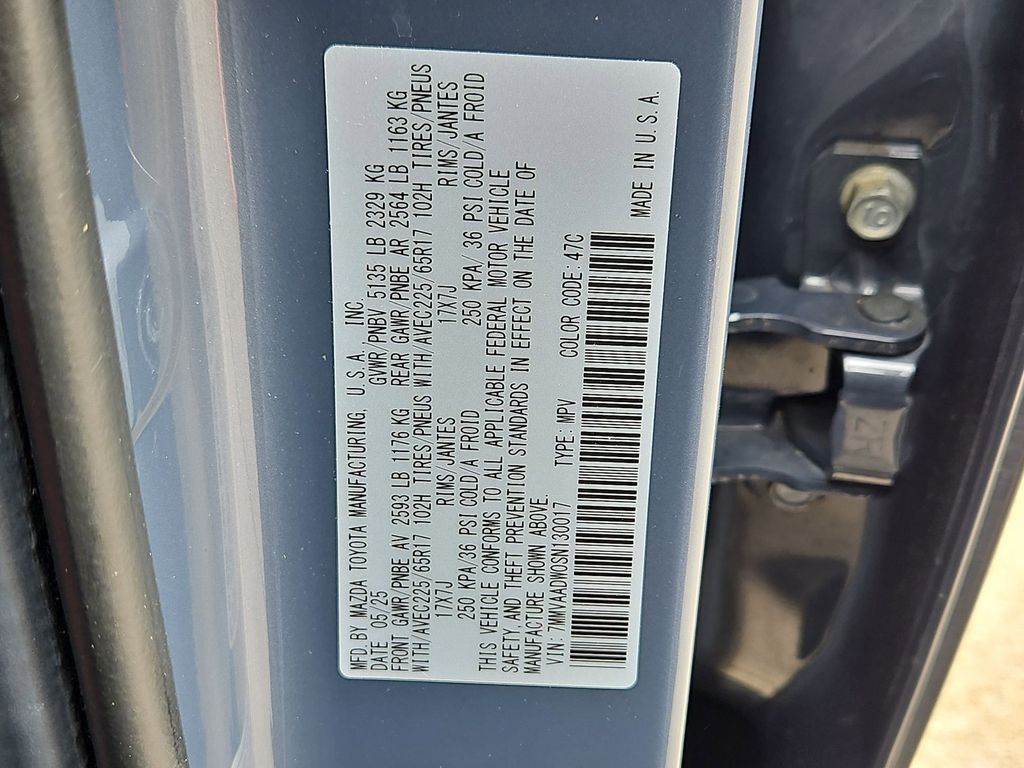 MFD. BY MAZDA TOYOTA MANUFACTURING, U. S. A., INC.
DATE 05/25 GVWR/PNBV 5135 LB 2329 KG
FRONT GAWR/PNBE AV 2593 LB 1176 KG REAR GAWR/PNBE AR 2564 LB 1163 KG
WITH/AVEC225/65R17 102H TIRES/PNEUS WITH/AVEC225/65R17 102H TIRES/PNEUS
17X7J RIMS/JANTES 17X7J RIMS/JANTES
250 KPA/36 PSI COLD/A FROID 250 KPA/ 36 PSI COLD/A FROID
THIS VEHICLE CONFORMS TO ALL APPLICABLE FEDERAL MOTOR VEHICLE
SAFETY AND THEFT PREVENTION STANDARDS IN EFFECT ON THE DATE OF
MANUFACTURE SHOWN ABOVE.
VIN: 7MMVAADW0SN130017 TYPE: MPV COLOR CODE: 47C
MADE IN U. S. A.
10